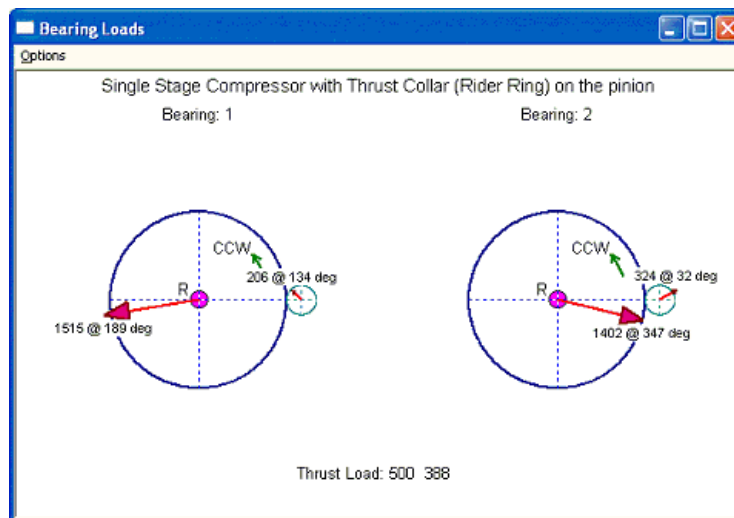 Bearing Loads
Options
Single Stage Compressor with Thrust Collar (Rider Ring) on the pinion
Bearing: 1
Bearing: 2
CCW
CCW
206 @ 134 deg
324 @ 32 deg
R
R
1515 @ 189 deg
1402 @ 347 deg
Thrust Load: 500 388